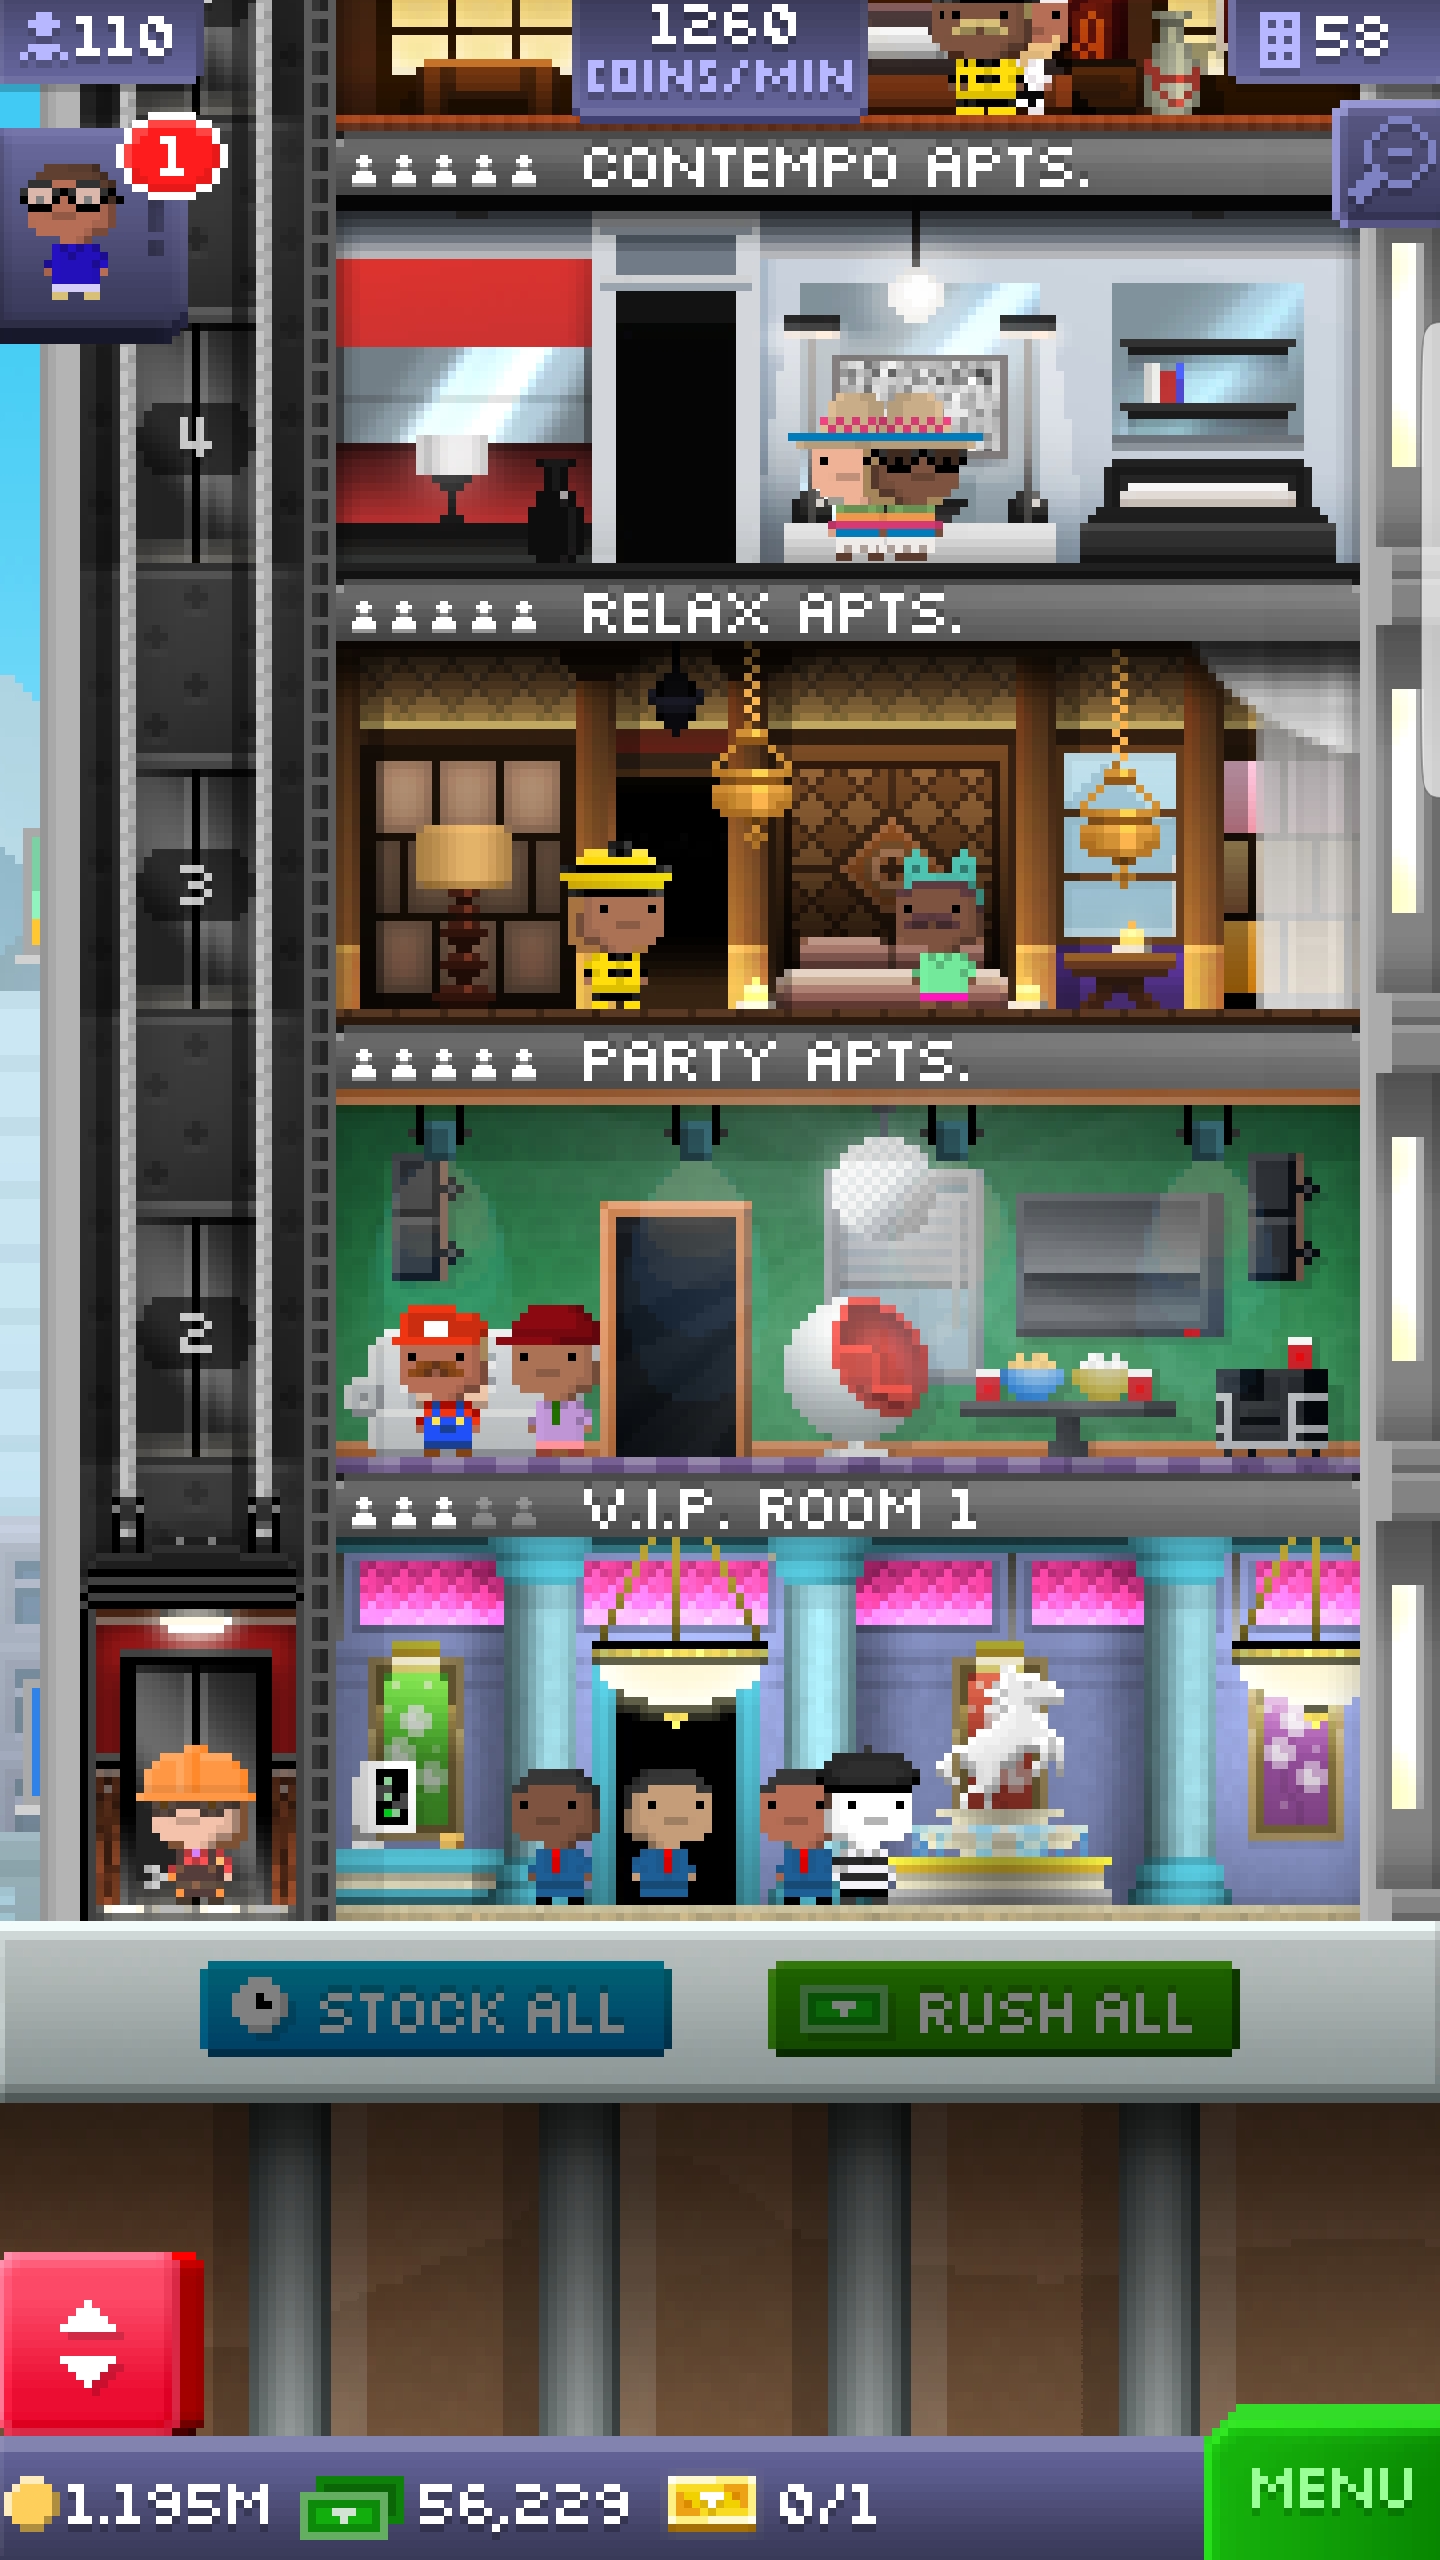 110
1260
COINS/MIN
58
1
CONTEMPO APTS.
4
RELAX APTS.
3
PARTY APTS.
2
V.I.P. ROOM 1
STOCK ALL
RUSH ALL
1.195M
56,229
0/1
MENU